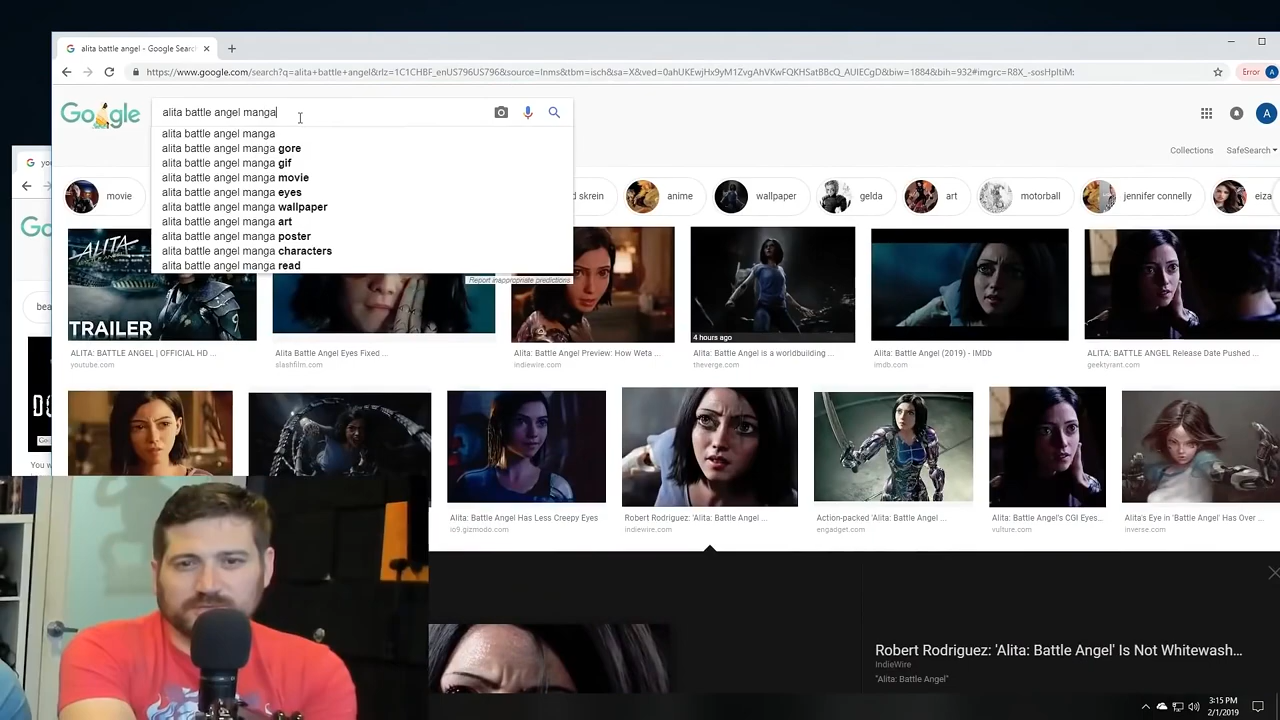 alita battle angel - Google Searc
https://www.google.com/search?q=alita+battle+angel&rlz=1C1CHBF_enUS796US796&source=lnms&tbm=isch&sa=X&ved=0ahUKEwjHx9yM1ZvgAhVKwFQKHSatBBcQ_AUIECgD&biw=1884&bih=932#imgrc=R8X_-sosHpItiM:
Error
A
Google
alita battle angel manga
A
alita battle angel manga
alita battle angel manga gore
alita battle angel manga gif
alita battle angel manga movie
alita battle angel manga eyes
alita battle angel manga wallpaper
alita battle angel manga art
alita battle angel manga poster
alita battle angel manga characters
alita battle angel manga read
Report inappropriate predictions
Collections
SafeSearch
you
Go
bea
movie
d skrein
anime
wallpaper
gelda
art
motorball
jennifer connelly
eiza
ALITA
TRAILER
4 hours ago
ALITA: BATTLE ANGEL | OFFICIAL HD ...
youtube.com
Alita Battle Angel Eyes Fixed ...
slashfilm.com
Alita: Battle Angel Preview: How Weta ...
indiewire.com
Alita: Battle Angel is a worldbuilding ...
theverge.com
Alita: Battle Angel (2019) - IMDb
imdb.com
ALITA: BATTLE ANGEL Release Date Pushed ...
geektyrant.com
DO
Go
You w
Alita: Battle Angel Has Less Creepy Eyes
io9.gizmodo.com
Robert Rodriguez: 'Alita: Battle Angel ...
indiewire.com
Action-packed 'Alita: Battle Angel ...
engadget.com
Alita: Battle Angel's CGI Eyes...
vulture.com
Alita's Eye in 'Battle Angel' Has Over ...
inverse.com
Robert Rodriguez: 'Alita: Battle Angel' Is Not Whitewash...
IndieWire
"Alita: Battle Angel"
3:15 PM
2/1/2019